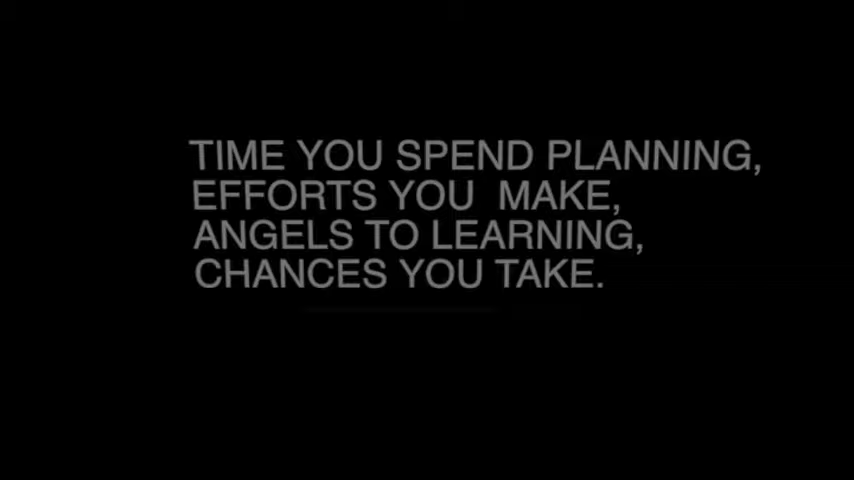 TIME YOU SPEND PLANNING,
EFFORTS YOU  MAKE,
ANGELS TO LEARNING,
CHANCES YOU TAKE.